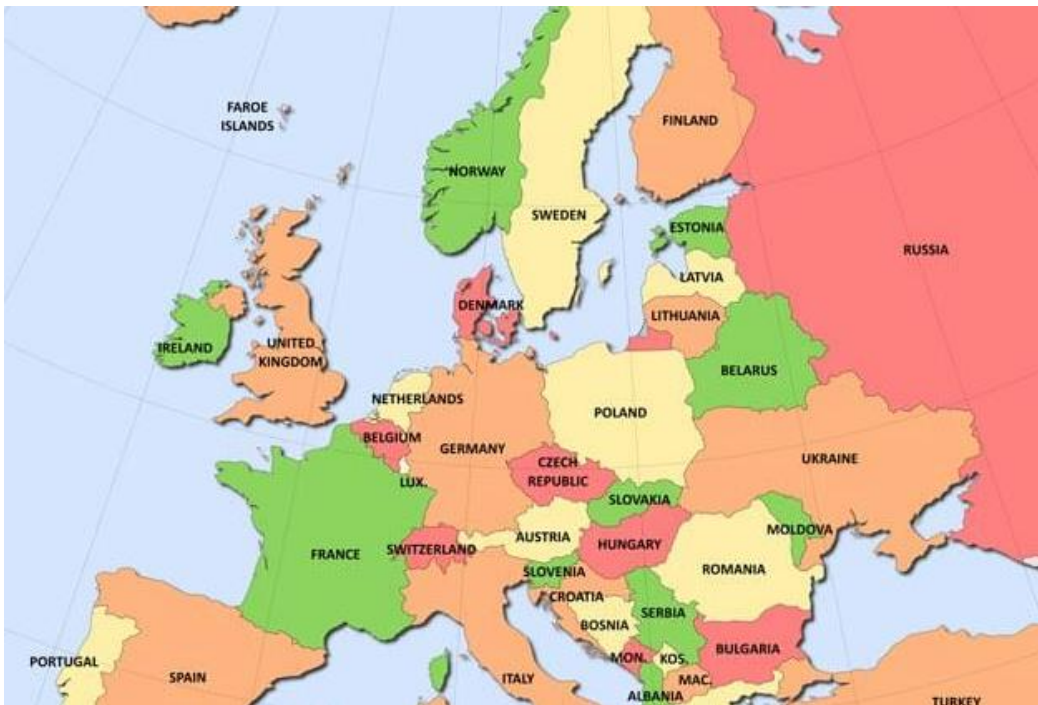 FAROE
ISLANDS
FINLAND
NORWAY
SWEDEN
ESTONIA
RUSSIA
LATVIA
DENMARK
LITHUANIA
IRELAND
UNITED
KINGDOM
BELARUS
NETHERLANDS
POLAND
BELGIUM
GERMANY
UKRAINE
CZECH
REPUBLIC
LUX.
SLOVAKIA
MOLDOVA
AUSTRIA
HUNGARY
SWITZERLAND
FRANCE
ROMANIA
SLOVENIA
CROATIA
SERBIA
BOSNIA
BULGARIA
MON.
KOS.
PORTUGAL
SPAIN
ITALY
MAC.
ALBANIA
TURKEY